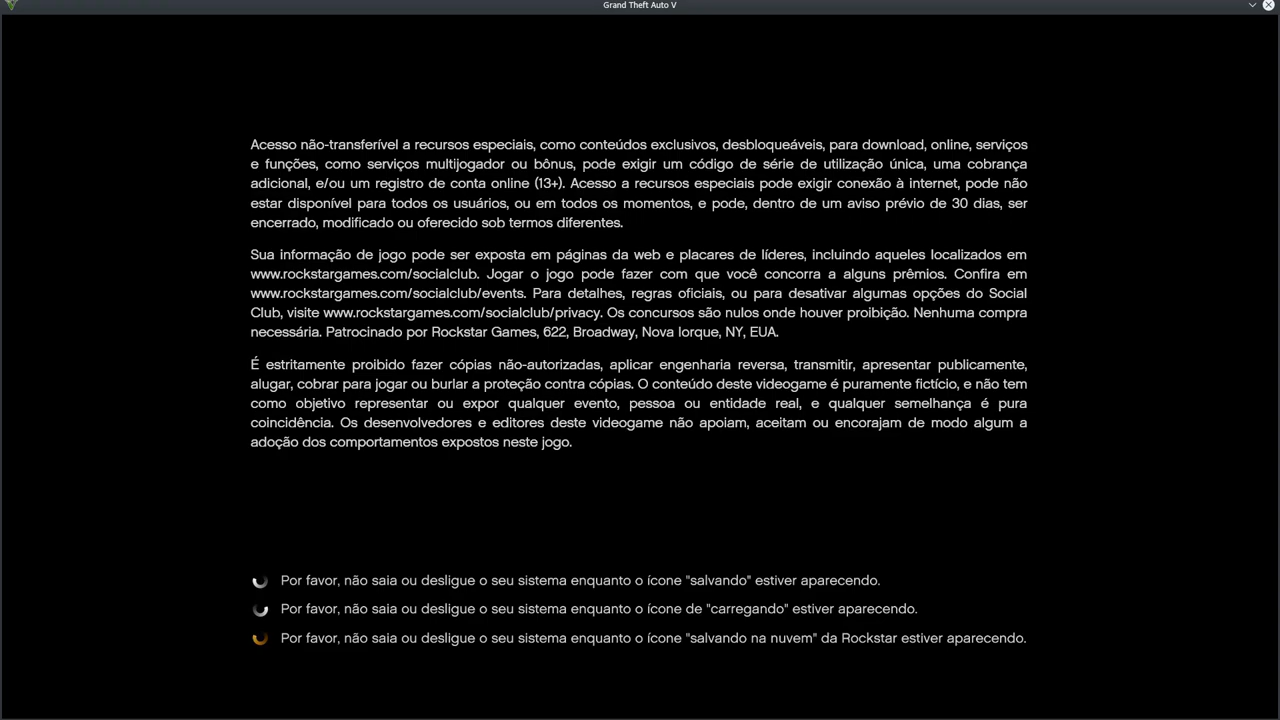 Grand Theft Auto V
Acesso não-transferível a recursos especiais, como conteúdos exclusivos, desbloqueáveis, para download, online, serviços
e funções, como serviços multijogador ou bônus, pode exigir um código de série de utilização única, uma cobrança
adicional, e/ou um registro de conta online (13+). Acesso a recursos especiais pode exigir conexão à internet, pode não
estar disponível para todos os usuários, ou em todos os momentos, e pode, dentro de um aviso prévio de 30 dias, ser
encerrado, modificado ou oferecido sob termos diferentes.
Sua informação de jogo pode ser exposta em páginas da web e placares de líderes, incluindo aqueles localizados em
www.rockstargames.com/socialclub. Jogar o jogo pode fazer com que você concorra a alguns prêmios. Confira em
www.rockstargames.com/socialclub/events. Para detalhes, regras oficiais, ou para desativar algumas opções do Social
Club, visite www.rockstargames.com/socialclub/privacy. Os concursos são nulos onde houver proibição. Nenhuma compra
necessária. Patrocinado por Rockstar Games, 622, Broadway, Nova Iorque, NY, EUA.
É estritamente proibido fazer cópias não-autorizadas, aplicar engenharia reversa, transmitir, apresentar publicamente,
alugar, cobrar para jogar ou burlar a proteção contra cópias. O conteúdo deste videogame é puramente fictício, e não tem
como objetivo representar ou expor qualquer evento, pessoa ou entidade real, e qualquer semelhança é pura
coincidência. Os desenvolvedores e editores deste videogame não apoiam, aceitam ou encorajam de modo algum a
adoção dos comportamentos expostos neste jogo.
Por favor, não saia ou desligue o seu sistema enquanto o ícone "salvando" estiver aparecendo.
Por favor, não saia ou desligue o seu sistema enquanto o ícone de "carregando" estiver aparecendo.
Por favor, não saia ou desligue o seu sistema enquanto o ícone "salvando na nuvem" da Rockstar estiver aparecendo.